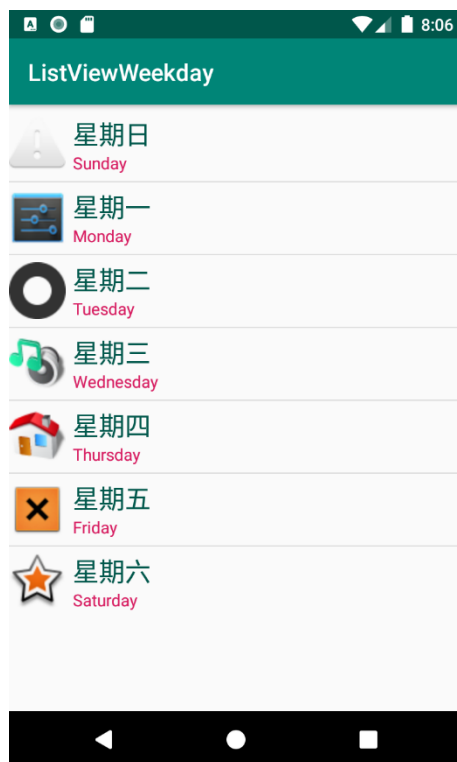 A
8:06
ListViewWeekday
星期日
Sunday
星期一
Monday
星期二
Tuesday
星期三
Wednesday
星期四
Thursday
星期五
Friday
星期六
Saturday